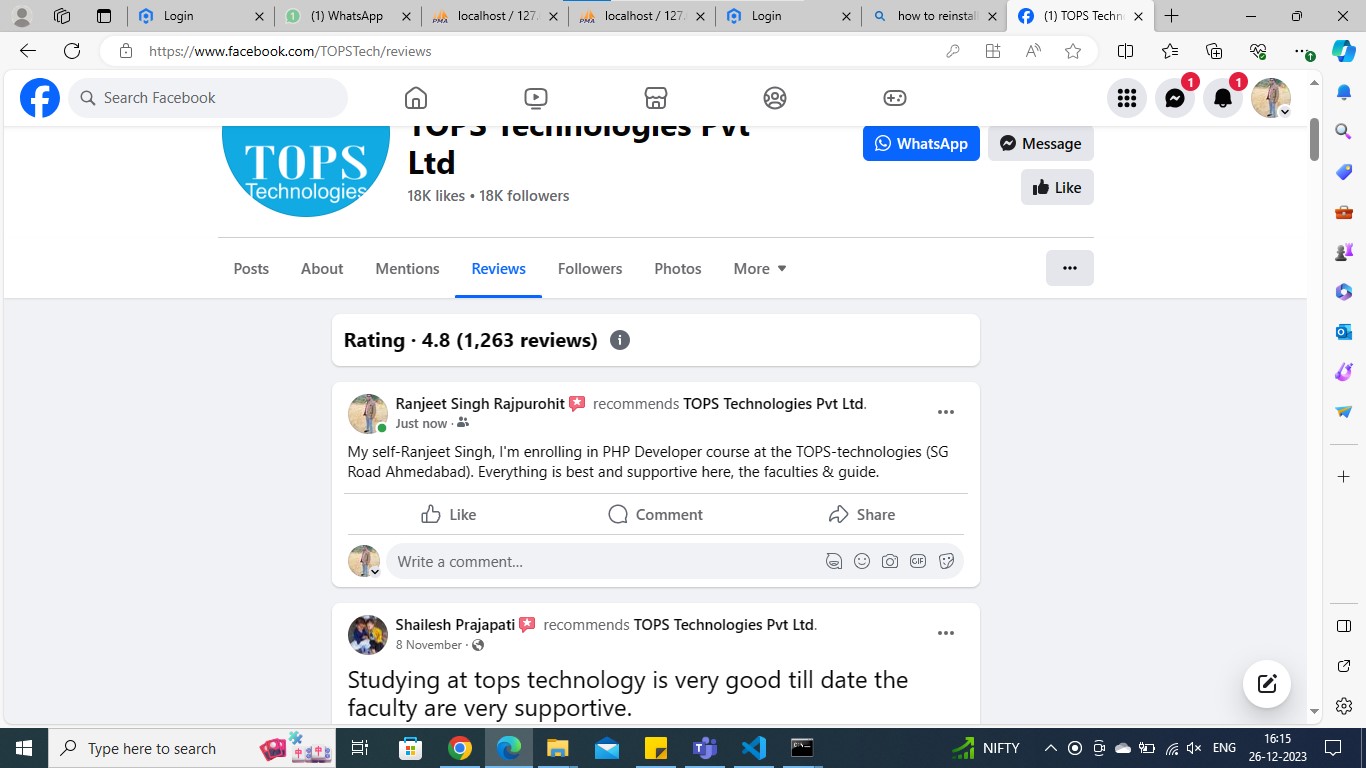 Login
(1) WhatsApp
localhost / 127.
localhost / 127.
Login
how to reinstal
(1) TOPS Techn
https://www.facebook.com/TOPSTech/reviews
Search Facebook
1
1
TOPS
Technologies
TOPS Technologies Pvt
Ltd
18K likes • 18K followers
WhatsApp
Message
Like
Posts
About
Mentions
Reviews
Followers
Photos
More
Rating · 4.8 (1,263 reviews)
Ranjeet Singh Rajpurohit recommends TOPS Technologies Pvt Ltd.
Just now ·
My self-Ranjeet Singh, I'm enrolling in PHP Developer course at the TOPS-technologies (SG
Road Ahmedabad). Everything is best and supportive here, the faculties & guide.
Like
Comment
Share
Write a comment...
GIF
Shailesh Prajapati recommends TOPS Technologies Pvt Ltd.
8 November ·
Studying at tops technology is very good till date the
faculty are very supportive.
Type here to search
NIFTY
ENG
16:15
26-12-2023